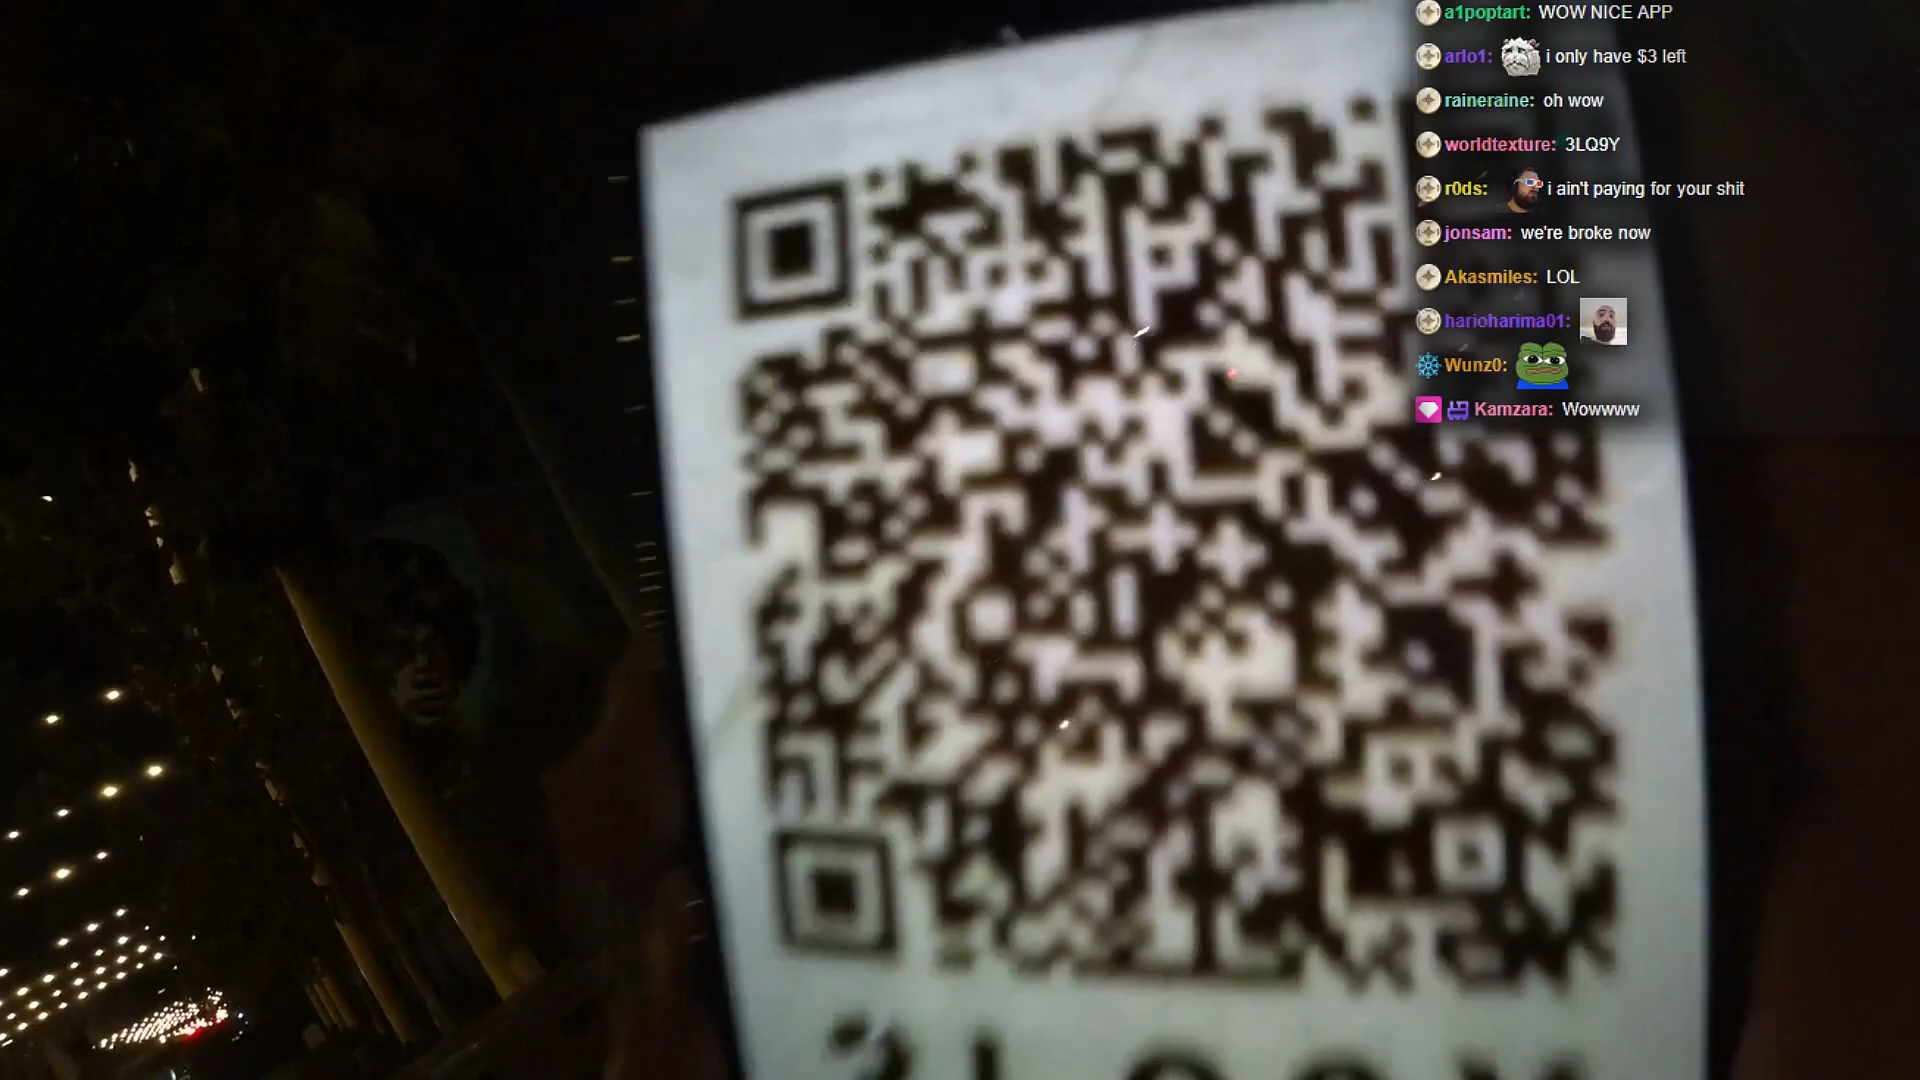 a1poptart: WOW NICE APP
arlo1: i only have $3 left
raineraine: oh wow
worldtexture: 3LQ9Y
r0ds: i ain't paying for your shit
jonsam: we're broke now
Akasmiles: LOL
harioharima01:
Wunz0:
Kamzara: Wowwww